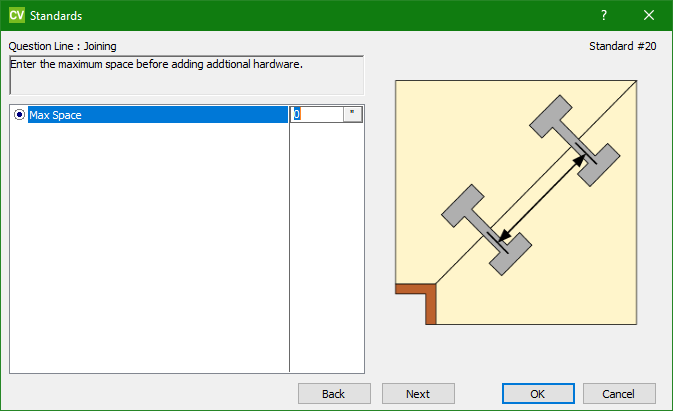 CV Standards ?
Question Line : Joining
Standard #20
Enter the maximum space before adding addtional hardware.
Max Space 0 "
Back Next OK Cancel